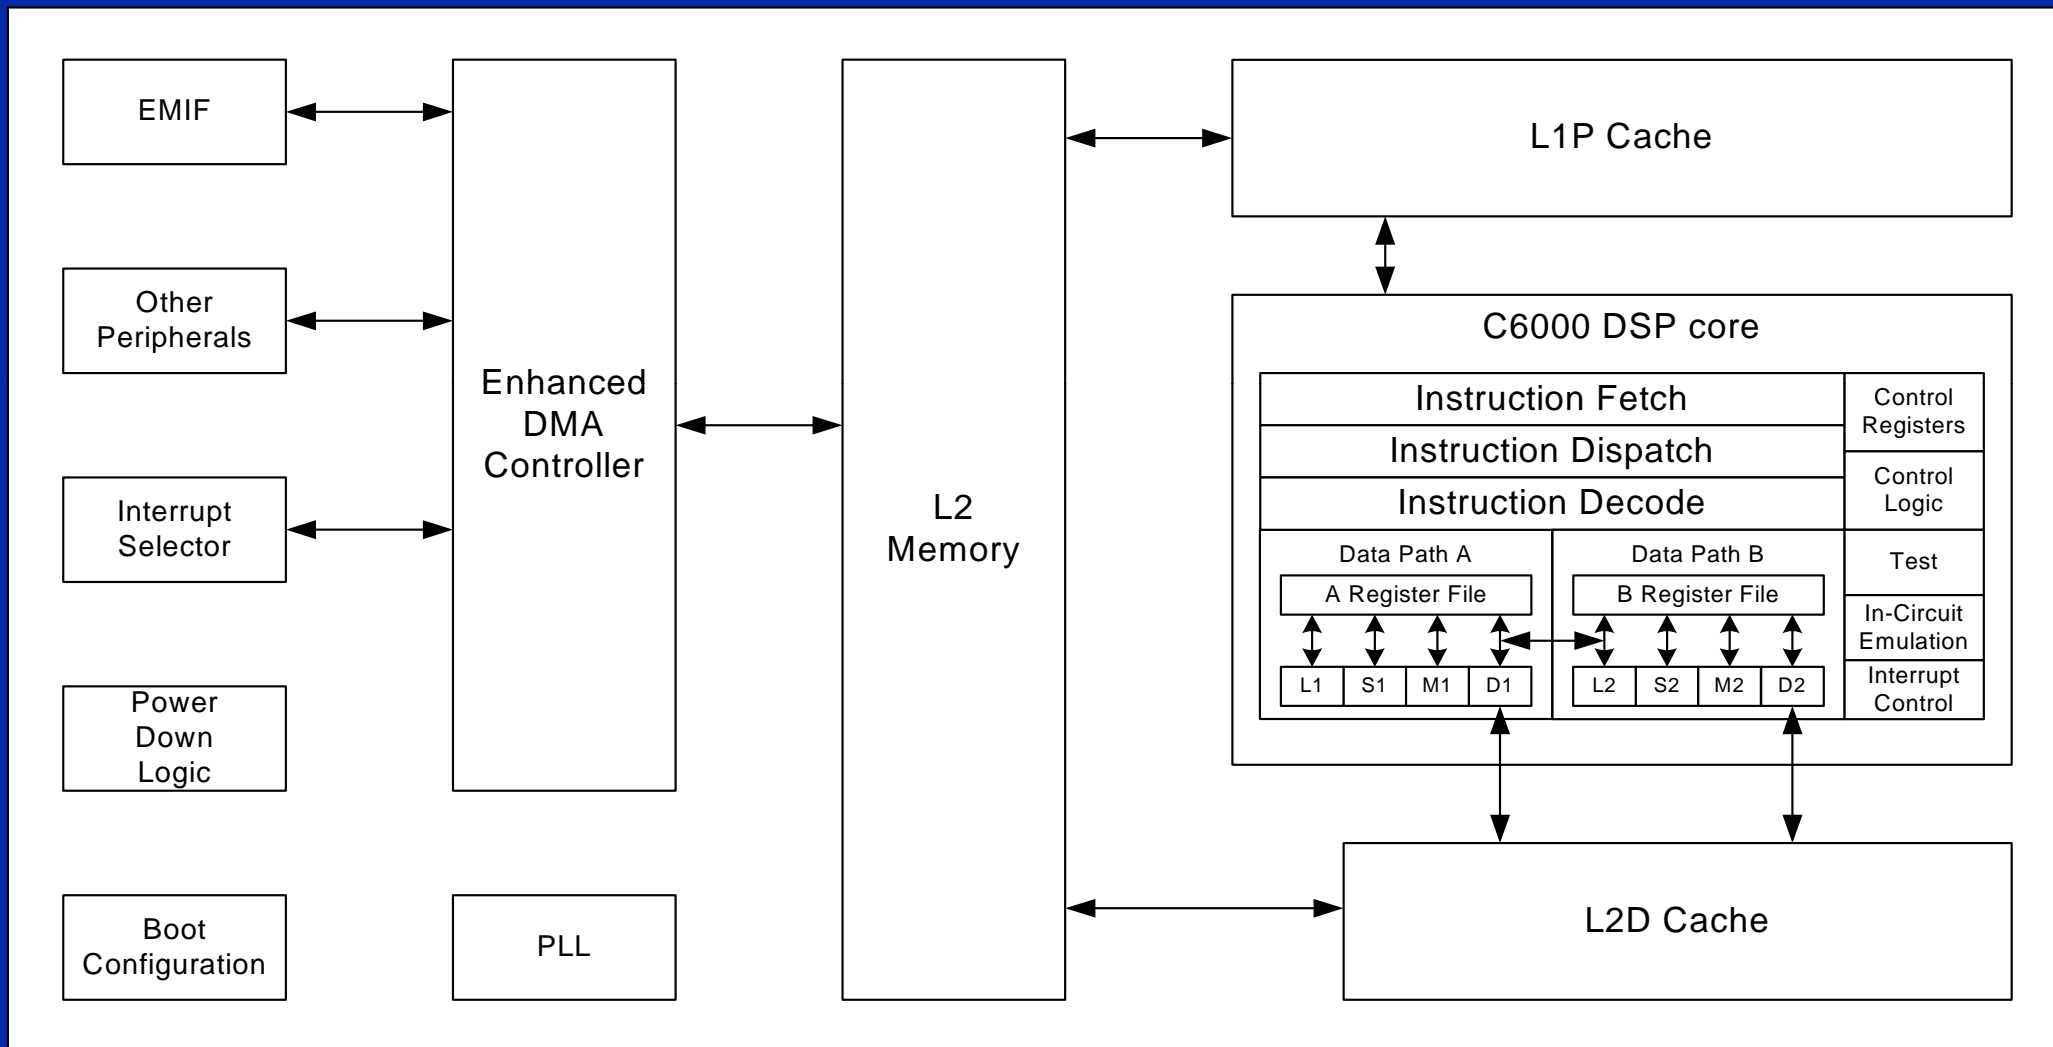 EMIF
Other
Peripherals
Interrupt
Selector
Power
Down
Logic
Boot
Configuration
Enhanced
DMA
Controller
PLL
L2
Memory
L1P Cache
C6000 DSP core
Instruction Fetch
Instruction Dispatch
Instruction Decode
Control
Registers
Control
Logic
Test
In-Circuit
Emulation
Interrupt
Control
Data Path A
A Register File
L1 S1 M1 D1
Data Path B
B Register File
L2 S2 M2 D2
L2D Cache